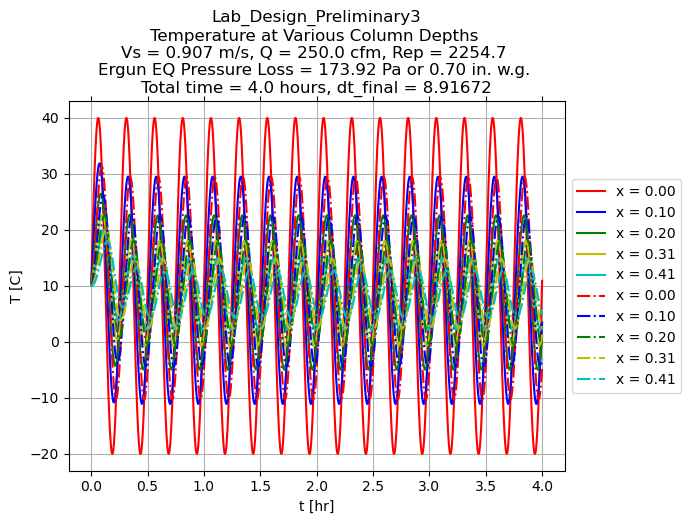 Lab_Design_Preliminary3
Temperature at Various Column Depths
Vs = 0.907 m/s, Q = 250.0 cfm, Rep = 2254.7
Ergun EQ Pressure Loss = 173.92 Pa or 0.70 in. w.g.
Total time = 4.0 hours, dt_final = 8.91672
40
30
20
10
0
−10
−20
T [C]
0.0 0.5 1.0 1.5 2.0 2.5 3.0 3.5 4.0
t [hr]
x = 0.00
x = 0.10
x = 0.20
x = 0.31
x = 0.41
x = 0.00
x = 0.10
x = 0.20
x = 0.31
x = 0.41